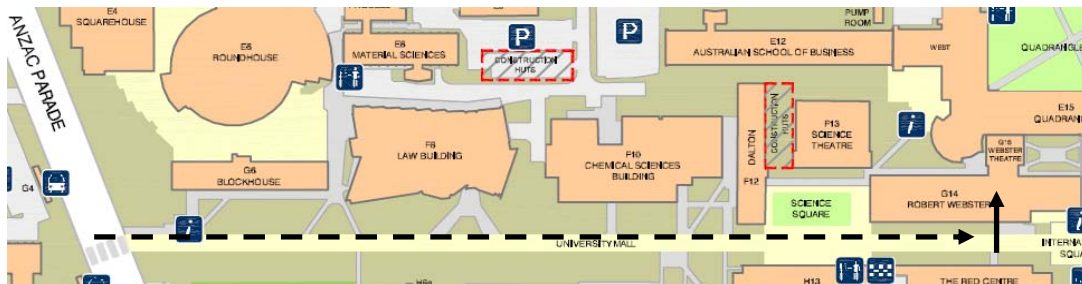 E4
SQUAREHOUSE
ANZAC PARADE
E6
ROUNDHOUSE
E8
MATERIAL SCIENCES
P
CONSTRUCTION
HUTS
P
E12
AUSTRALIAN SCHOOL OF BUSINESS
PUMP
ROOM
WEST
QUADRANGLE
E15
QUADRAN
F8
LAW BUILDING
F10
CHEMICAL SCIENCES
BUILDING
DALTON
F12
CONSTRUCTION
HUTS
F13
SCIENCE
THEATRE
i
G15
WEBSTER
THEATRE
G4
G6
BLOCKHOUSE
SCIENCE
SQUARE
G14
ROBERT WEBSTER
i
i
UNIVERSITY MALL
INTERNA
SQUA
H13
THE RED CENTRE